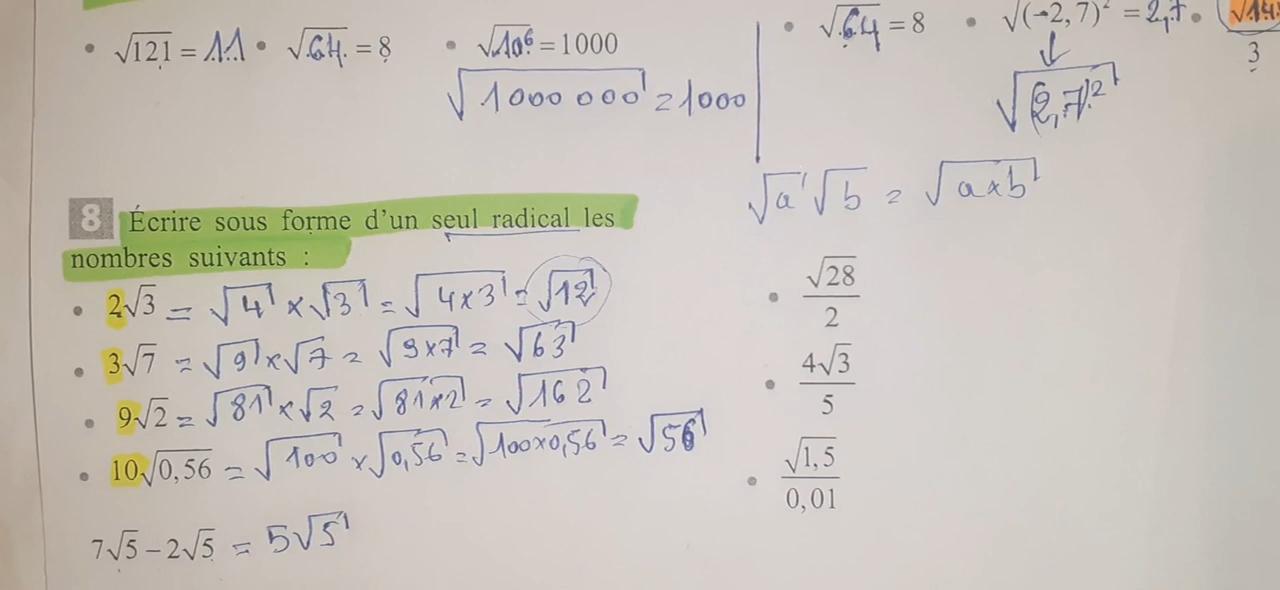 • √121 = 11 • √64 = 8 • √10⁶ = 1000
√1000 000 = 1000
• √64 = 8 • √(-2,7)² = 2,7 •
√(2,7)²
3
√a √b = √a×b
8 Écrire sous forme d'un seul radical les
nombres suivants :
• 2√3 = √4 × √3 = √4×3 = √12
• 3√7 = √9 × √7 = √9×7 = √63
• 9√2 = √81 × √2 = √81×2 = √162
• 10√0,56 = √100 × √0,56 = √100×0,56 = √56
7√5 – 2√5 = 5√5
• √28
2
• 4√3
5
• √1,5
0,01